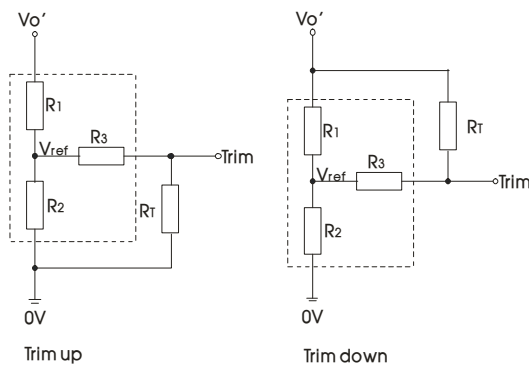 Vo'
R1
R3
Vref
Trim
R2
RT
0V
Trim up
Vo'
R1
RT
R3
Vref
Trim
R2
0V
Trim down